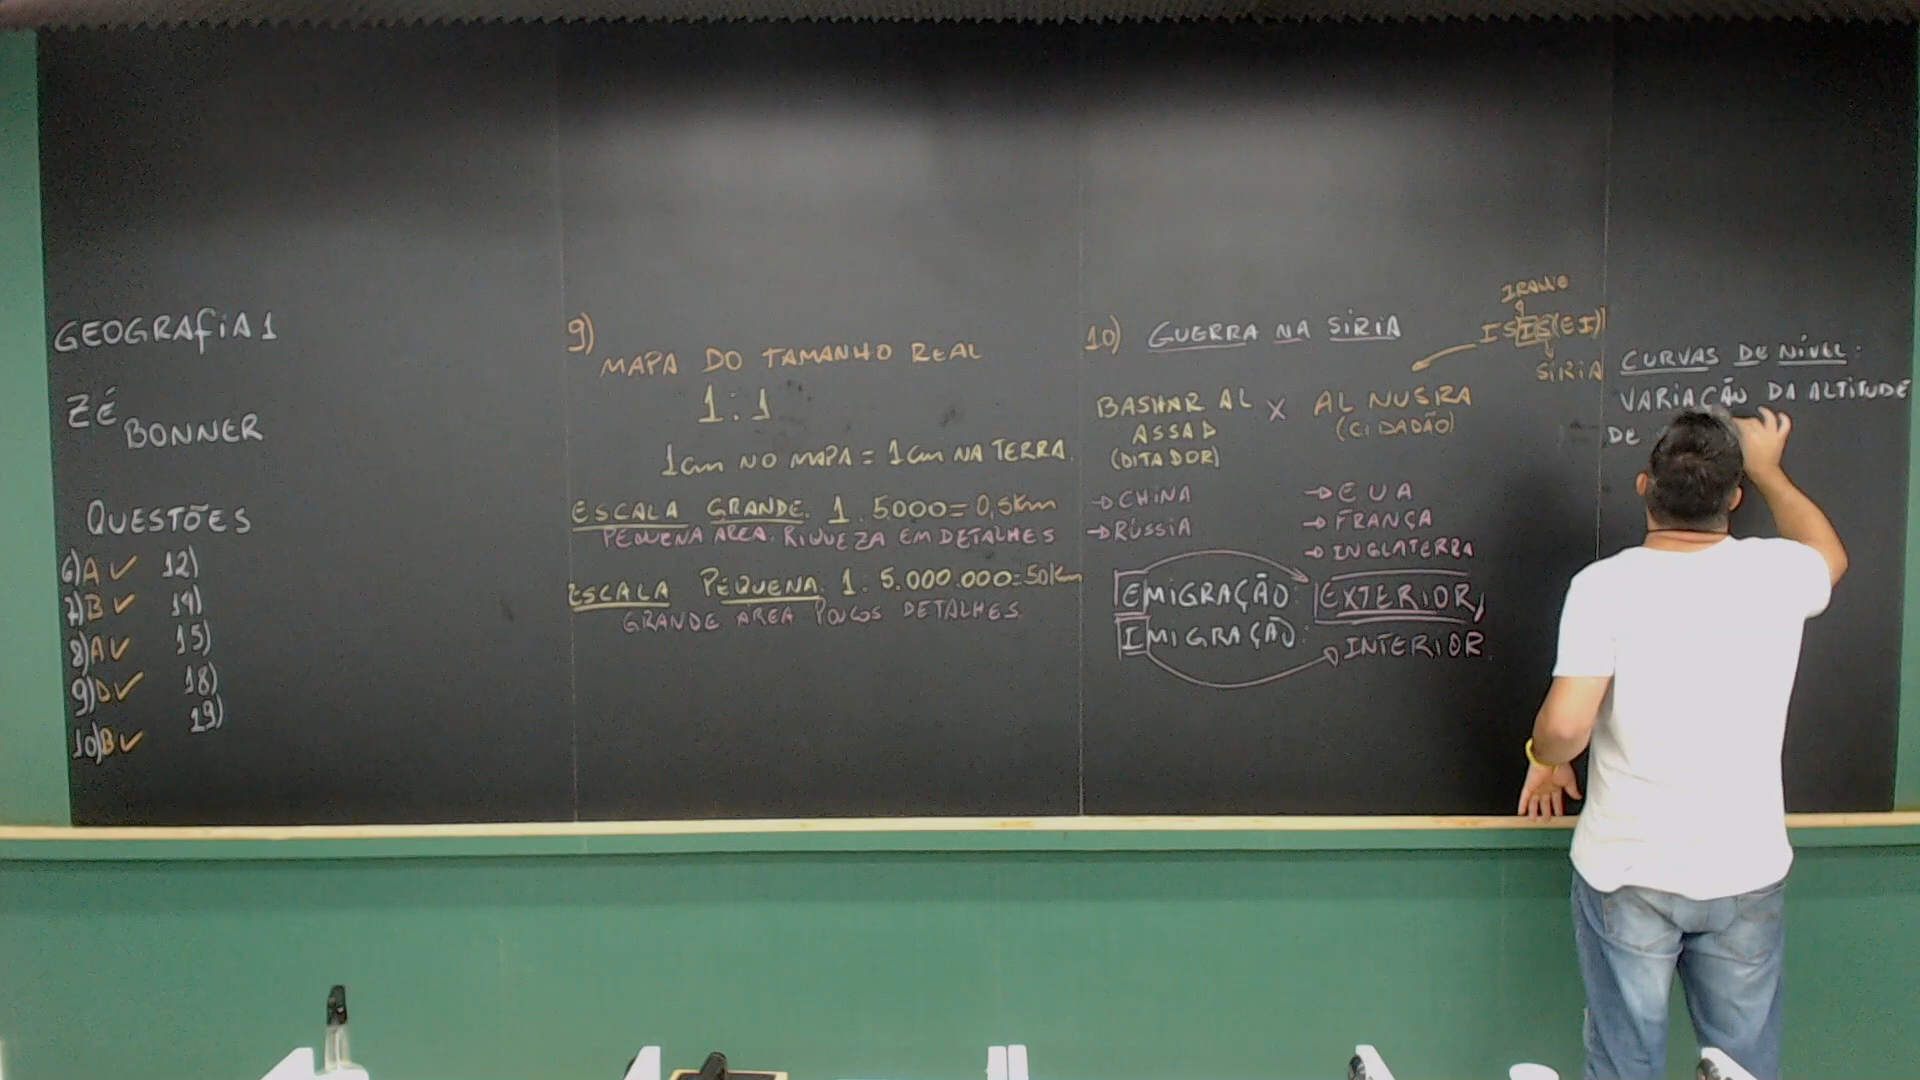 GEOGRAFIA 1
ZÉ
BONNER
QUESTÕES
6) A ✓ 12)
7) B ✓ 14)
8) A ✓ 15)
9) D ✓ 18)
10) B ✓ 19)
9)
MAPA DO TAMANHO REAL
1:1
1cm NO MAPA = 1cm NA TERRA.
ESCALA GRANDE. 1 : 5000 = 0,5km
PEQUENA AREA. RIQUEZA EM DETALHES
ESCALA PEQUENA. 1 : 5.000.000 = 50km
GRANDE AREA POUCOS DETALHES
10) GUERRA NA SÍRIA
ISIS (EI)
SÍRIA
BASHAR AL ASSAD X AL NUSRA
(DITADOR) (CIDADÃO)
→ CHINA → EUA
→ RÚSSIA → FRANÇA
→ INGLATERRA
EMIGRAÇÃO: EXTERIOR,
IMIGRAÇÃO: INTERIOR.
CURVAS DE NÍVEL:
VARIAÇÃO DA ALTITUDE
DE